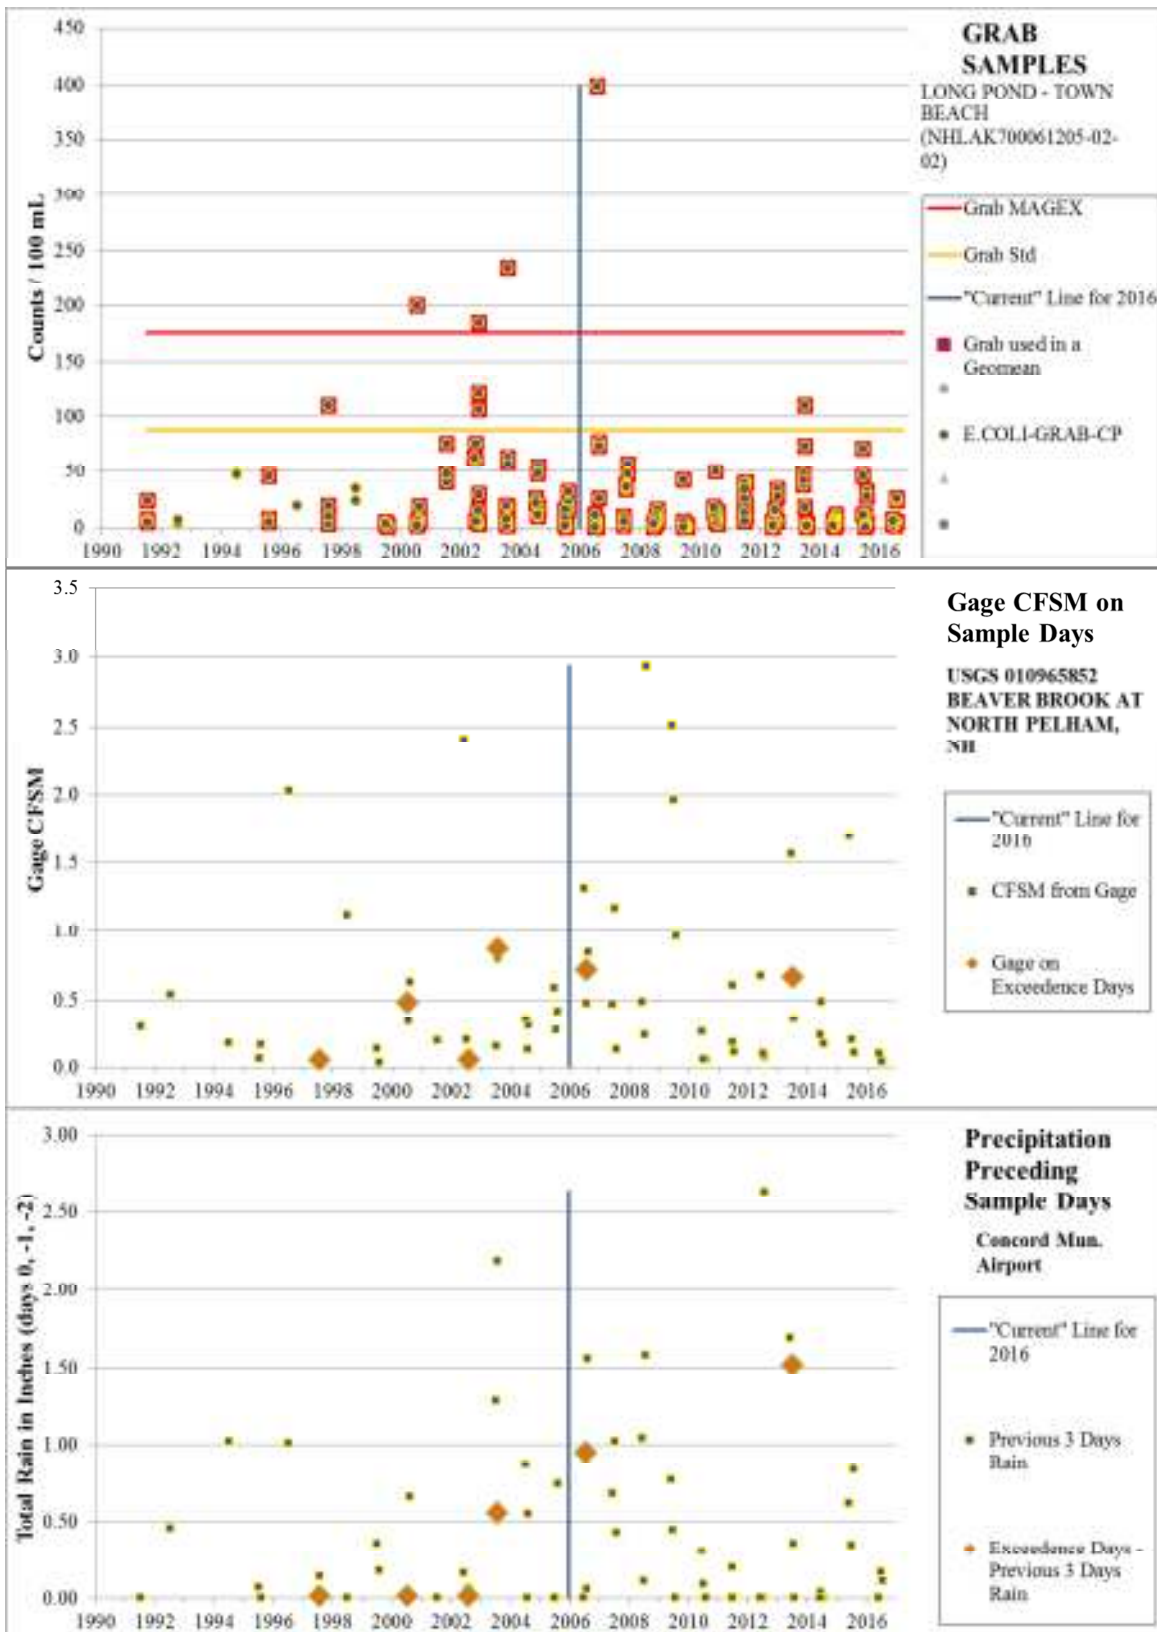 450
400
350
300
250
200
150
100
50
0
Counts / 100 mL
1990 1992 1994 1996 1998 2000 2002 2004 2006 2008 2010 2012 2014 2016
GRAB
SAMPLES
LONG POND - TOWN
BEACH
(NHLAK700061205-02-
02)
Grab MAGEX
Grab Std
"Current" Line for 2016
Grab used in a
Geomean
E.COLI-GRAB-CP
3.5
3.0
2.5
2.0
1.5
1.0
0.5
0.0
Gage CFSM
1990 1992 1994 1996 1998 2000 2002 2004 2006 2008 2010 2012 2014 2016
Gage CFSM on
Sample Days
USGS 010965852
BEAVER BROOK AT
NORTH PELHAM,
NH
"Current" Line for
2016
CFSM from Gage
Gage on
Exceedence Days
3.00
2.50
2.00
1.50
1.00
0.50
0.00
Total Rain in Inches (days 0, -1, -2)
1990 1992 1994 1996 1998 2000 2002 2004 2006 2008 2010 2012 2014 2016
Precipitation
Preceding
Sample Days
Concord Mun.
Airport
"Current" Line for
2016
Previous 3 Days
Rain
Exceedence Days -
Previous 3 Days
Rain